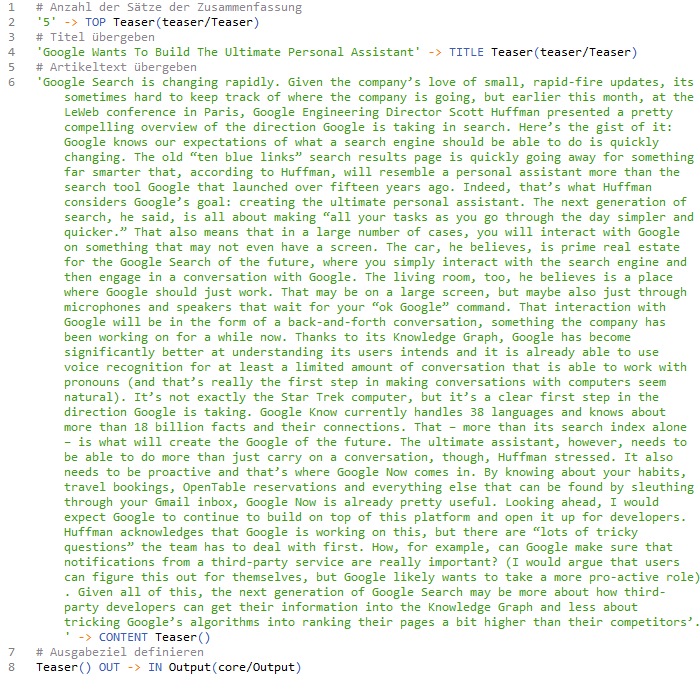 1 # Anzahl der Sätze der Zusammenfassung
2 '5' -> TOP Teaser(teaser/Teaser)
3 # Titel übergeben
4 'Google Wants To Build The Ultimate Personal Assistant' -> TITLE Teaser(teaser/Teaser)
5 # Artikeltext übergeben
6 'Google Search is changing rapidly. Given the company’s love of small, rapid-fire updates, its
sometimes hard to keep track of where the company is going, but earlier this month, at the
LeWeb conference in Paris, Google Engineering Director Scott Huffman presented a pretty
compelling overview of the direction Google is taking in search. Here’s the gist of it:
Google knows our expectations of what a search engine should be able to do is quickly
changing. The old “ten blue links” search results page is quickly going away for something
far smarter that, according to Huffman, will resemble a personal assistant more than the
search tool Google that launched over fifteen years ago. Indeed, that’s what Huffman
considers Google’s goal: creating the ultimate personal assistant. The next generation of
search, he said, is all about making “all your tasks as you go through the day simpler and
quicker.” That also means that in a large number of cases, you will interact with Google
on something that may not even have a screen. The car, he believes, is prime real estate
for the Google Search of the future, where you simply interact with the search engine and
then engage in a conversation with Google. The living room, too, he believes is a place
where Google should just work. That may be on a large screen, but maybe also just through
microphones and speakers that wait for your “ok Google” command. That interaction with
Google will be in the form of a back-and-forth conversation, something the company has
been working on for a while now. Thanks to its Knowledge Graph, Google has become
significantly better at understanding its users intends and it is already able to use
voice recognition for at least a limited amount of conversation that is able to work with
pronouns (and that’s really the first step in making conversations with computers seem
natural). It’s not exactly the Star Trek computer, but it’s a clear first step in the
direction Google is taking. Google Know currently handles 38 languages and knows about
more than 18 billion facts and their connections. That – more than its search index alone
– is what will create the Google of the future. The ultimate assistant, however, needs to
be able to do more than just carry on a conversation, though, Huffman stressed. It also
needs to be proactive and that’s where Google Now comes in. By knowing about your habits,
travel bookings, OpenTable reservations and everything else that can be found by sleuthing
through your Gmail inbox, Google Now is already pretty useful. Looking ahead, I would
expect Google to continue to build on top of this platform and open it up for developers.
Huffman acknowledges that Google is working on this, but there are “lots of tricky
questions” the team has to deal with first. How, for example, can Google make sure that
notifications from a third-party service are really important? (I would argue that users
can figure this out for themselves, but Google likely wants to take a more pro-active role)
. Given all of this, the next generation of Google Search may be more about how third-
party developers can get their information into the Knowledge Graph and less about
tricking Google’s algorithms into ranking their pages a bit higher than their competitors’.
' -> CONTENT Teaser()
7 # Ausgabeziel definieren
8 Teaser() OUT -> IN Output(core/Output)